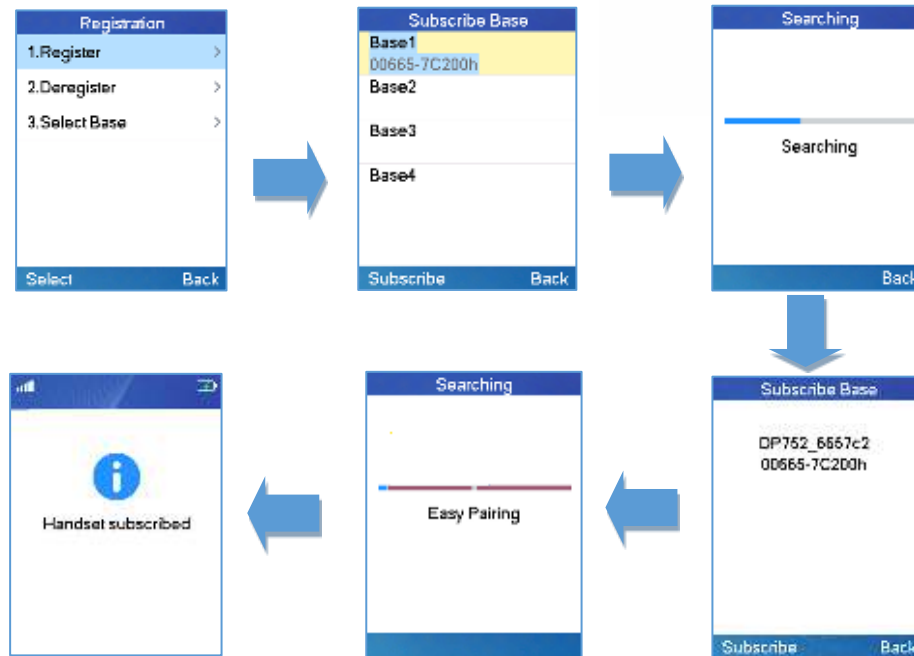 Registration
1.Register
2.Deregister
3.Select Base
Select Back
Subscribe Base
Base1
00665-7C200h
Base2
Base3
Base4
Subscribe Back
Searching
Searching
Back
Subscribe Base
DP752_6657c2
00665-7C200h
Subscribe Back
Searching
Easy Pairing
Handset subscribed